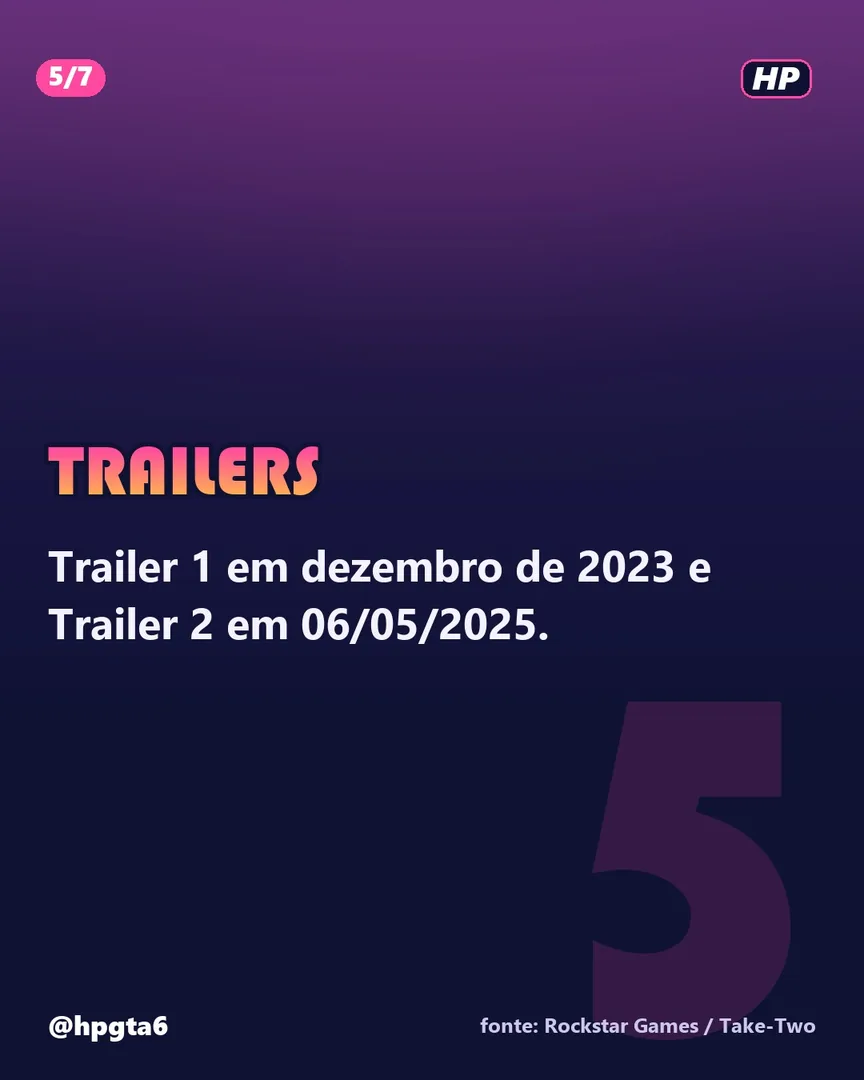 5/7
HP
TRAILERS
Trailer 1 em dezembro de 2023 e
Trailer 2 em 06/05/2025.
5
@hpgta6
fonte: Rockstar Games / Take-Two